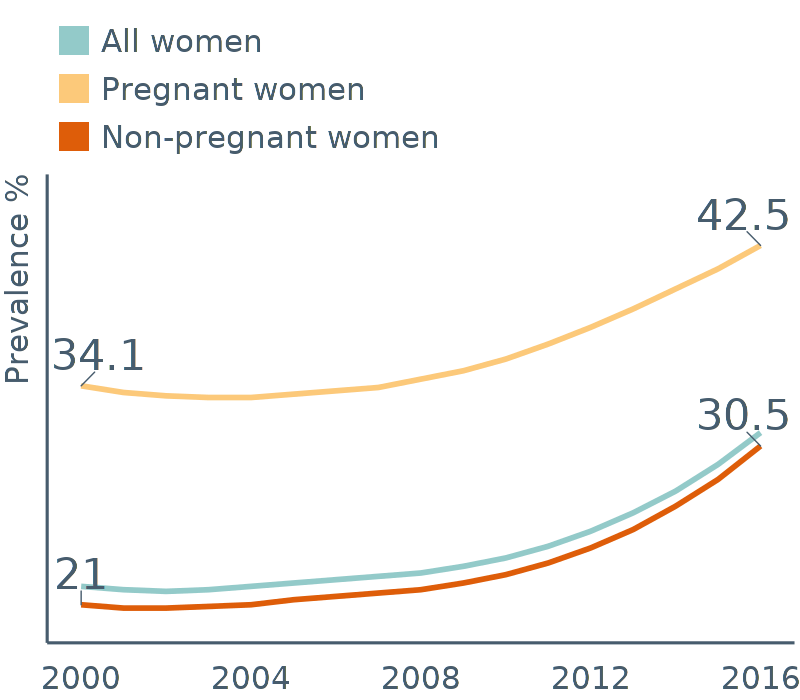 All women
Pregnant women
Non-pregnant women
Prevalence %
42.5
34.1
30.5
21
2000 2004 2008 2012 2016